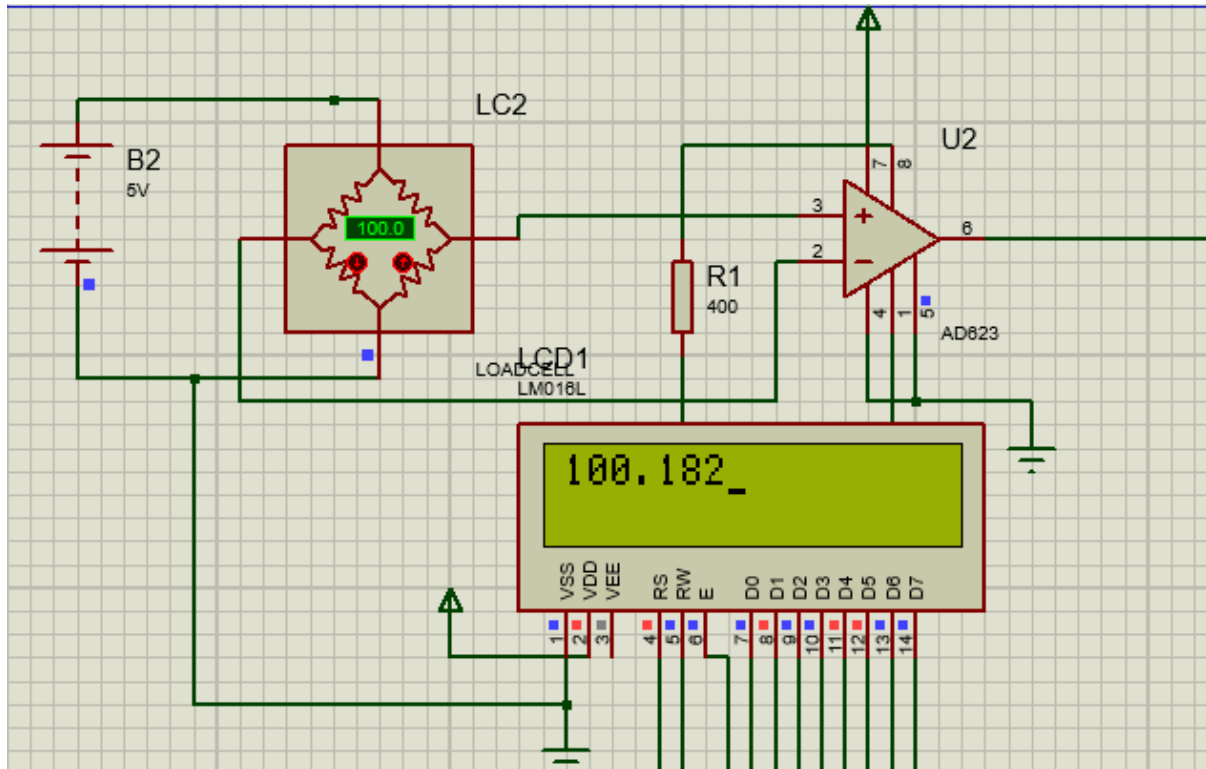 LC2
B2
5V
100.0
U2
7
8
3
+
2
−
6
4
1
5
AD623
R1
400
LCD1
LOADCELL
LM016L
100.182_
VSS
VDD
VEE
RS
RW
E
D0
D1
D2
D3
D4
D5
D6
D7
1
2
3
4
5
6
7
8
9
10
11
12
13
14